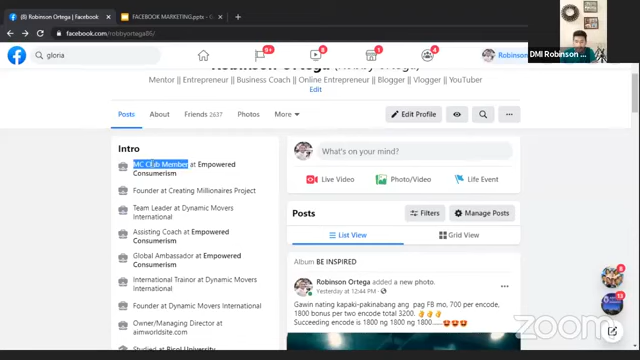 (8) Robinson Ortega | Facebook
FACEBOOK MARKETING.pptx - Goo
facebook.com/robbyortega86/
gloria
9+
8
1
4
Robinson
DMI Robinson
Robinson Ortega (Robby Ortega)
Mentor || Entrepreneur || Business Coach || Online Entrepreneur || Blogger || Vlogger || YouTuber
Edit
Posts
About
Friends 2637
Photos
More
Edit Profile
Intro
MC Club Member at Empowered
Consumerism
Founder at Creating Millionaires Project
Team Leader at Dynamic Movers
International
Assisting Coach at Empowered
Consumerism
Global Ambassador at Empowered
Consumerism
International Trainor at Dynamic Movers
International
Founder at Dynamic Movers International
Owner/Managing Director at
aimworldsite.com
Studied at Bicol University
What's on your mind?
Live Video
Photo/Video
Life Event
Posts
Filters
Manage Posts
List View
Grid View
Album BE INSPIRED
Robinson Ortega added a new photo.
Yesterday at 12:44 PM
Gawin nating kapaki-pakinabang ang pag FB mo, 700 per encode,
1800 bonus per two encode total 3200.
Succeeding encode is 1800 ng 1800 ng 1800......
8
13
zoom